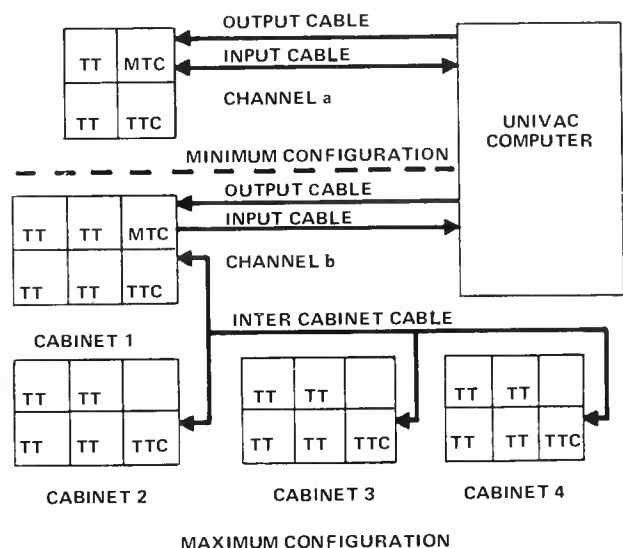 OUTPUT CABLE
TT MTC
INPUT CABLE
CHANNEL a
TT TTC
UNIVAC
COMPUTER
MINIMUM CONFIGURATION
OUTPUT CABLE
INPUT CABLE
TT TT MTC
CHANNEL b
TT TT TTC
INTER CABINET CABLE
CABINET 1
TT TT
TT TT TTC
CABINET 2
TT TT
TT TT TTC
CABINET 3
TT TT
TT TT TTC
CABINET 4
MAXIMUM CONFIGURATION